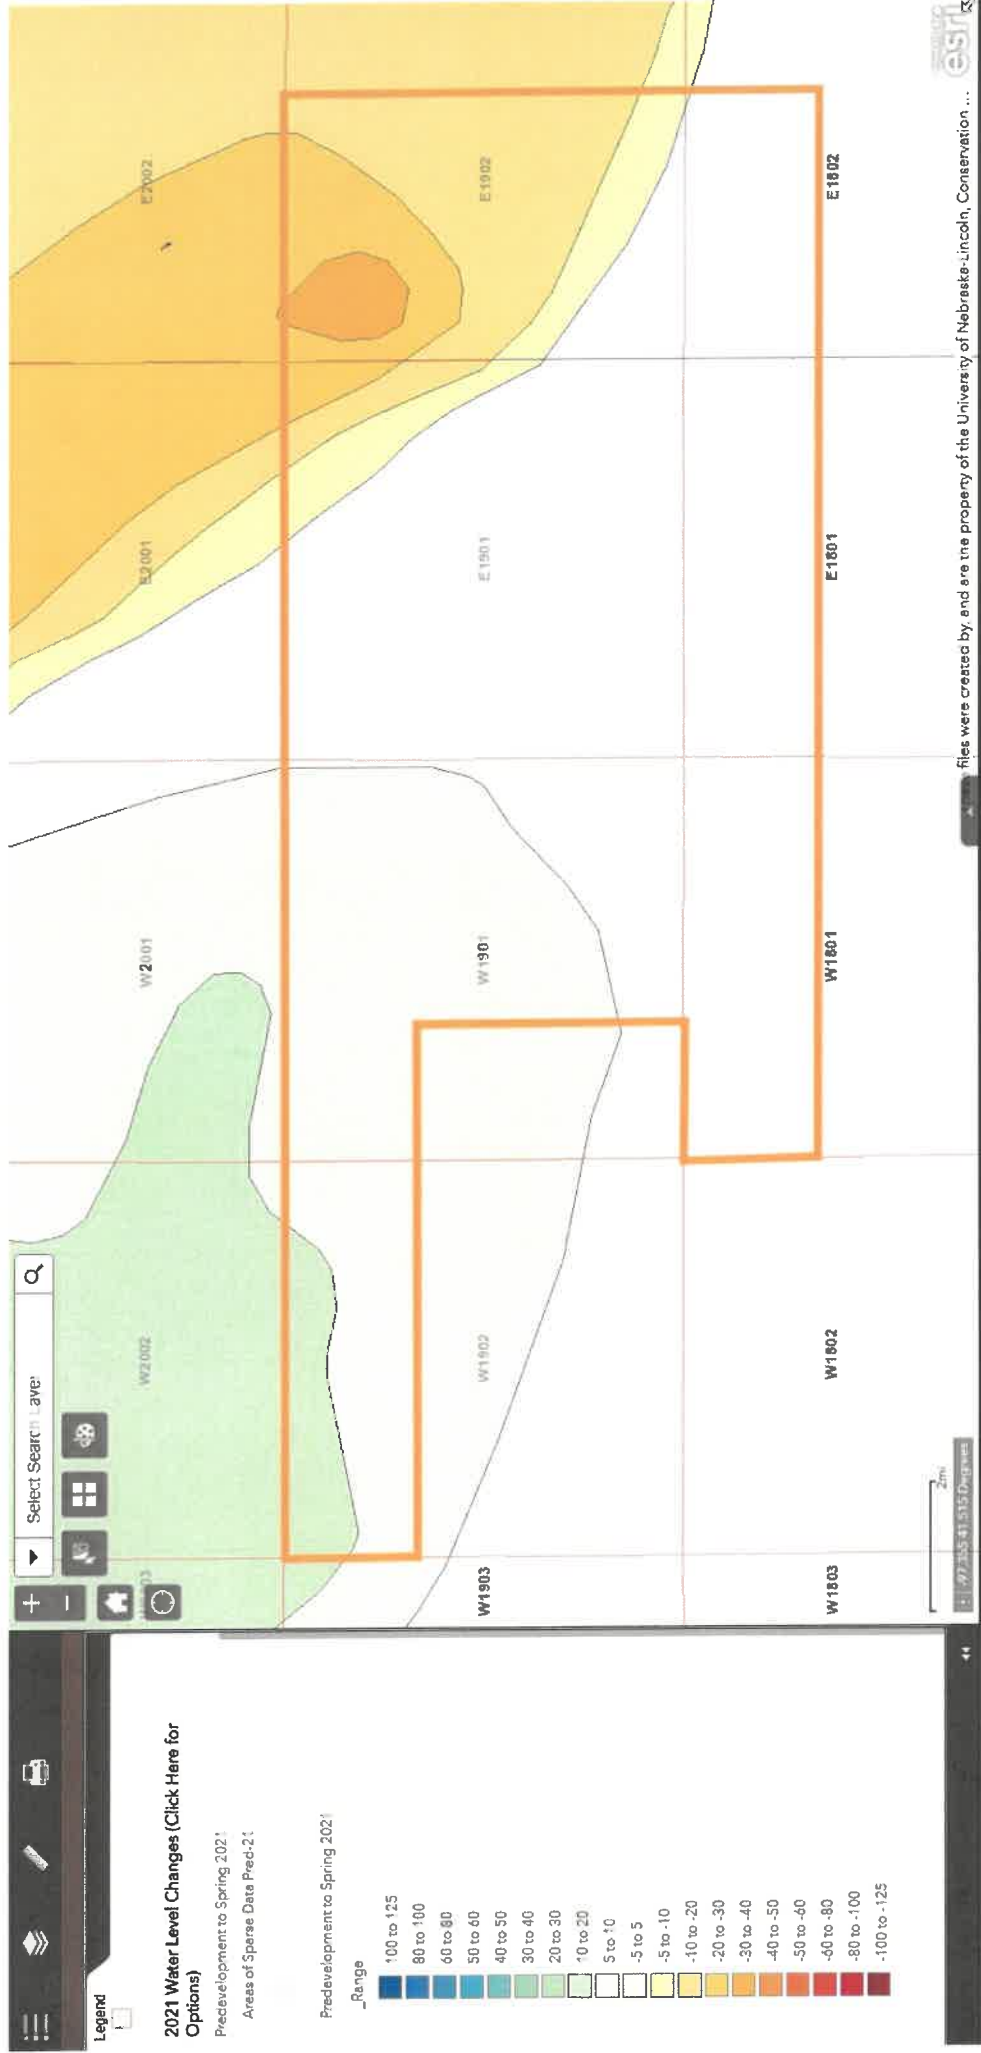 Legend
2021 Water Level Changes (Click Here for
Options)
Predevelopment to Spring 2021
Areas of Sparse Data Pred-21
Predevelopment to Spring 2021
_Range
100 to 125
80 to 100
60 to 80
50 to 60
40 to 50
30 to 40
20 to 30
10 to 20
5 to 10
-5 to 5
-5 to -10
-10 to -20
-20 to -30
-30 to -40
-40 to -50
-50 to -60
-60 to -80
-80 to -100
-100 to -125
+
−
Select Search Layer
W2002
W2001
E2001
E2002
W1903
W1902
W1901
E1901
E1902
W1803
W1802
W1801
E1801
E1802
2mi
-97.355 41.515 Degrees
files were created by, and are the property of the University of Nebraska-Lincoln, Conservation ...
esri